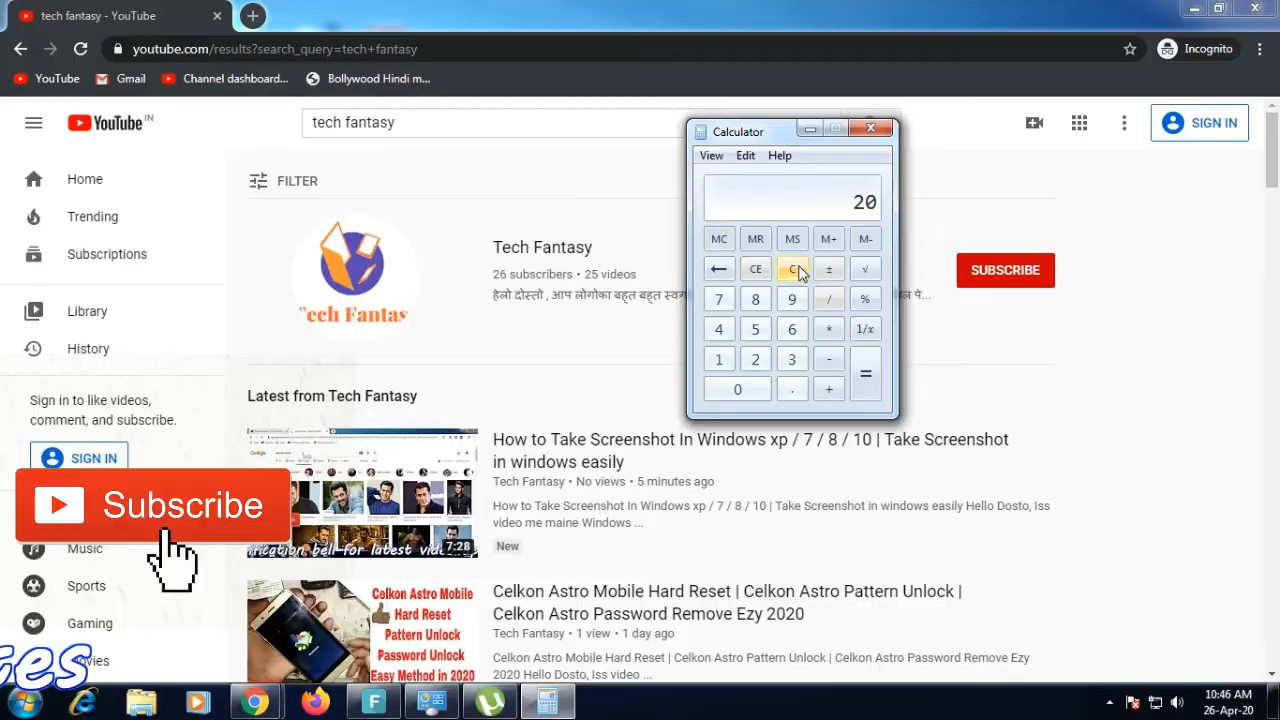 tech fantasy - YouTube
youtube.com/results?search_query=tech+fantasy
Incognito
YouTube
Gmail
Channel dashboard...
Bollywood Hindi m...
YouTube IN
tech fantasy
SIGN IN
Home
Trending
Subscriptions
Library
History
Sign in to like videos,
comment, and subscribe.
SIGN IN
Subscribe
Music
Sports
Gaming
FILTER
Tech Fantasy
26 subscribers • 25 videos
हेलो दोस्तो , आप लोगोका बहुत बहुत
SUBSCRIBE
Calculator
View Edit Help
20
MC MR MS M+ M-
← CE C ± √
7 8 9 / %
4 5 6 * 1/x
1 2 3 - =
0 . +
Latest from Tech Fantasy
7:28
How to Take Screenshot In Windows xp / 7 / 8 / 10 | Take Screenshot
in windows easily
Tech Fantasy • No views • 5 minutes ago
How to Take Screenshot In Windows xp / 7 / 8 / 10 | Take Screenshot in windows easily Hello Dosto, Iss
video me maine Windows ...
New
Celkon Astro Mobile
Hard Reset
Pattern Unlock
Password Unlock
Easy Method in 2020
Celkon Astro Mobile Hard Reset | Celkon Astro Pattern Unlock |
Celkon Astro Password Remove Ezy 2020
Tech Fantasy • 1 view • 1 day ago
Celkon Astro Mobile Hard Reset | Celkon Astro Pattern Unlock | Celkon Astro Password Remove Ezy
2020 Hello Dosto, Iss video ...
10:46 AM
26-Apr-20